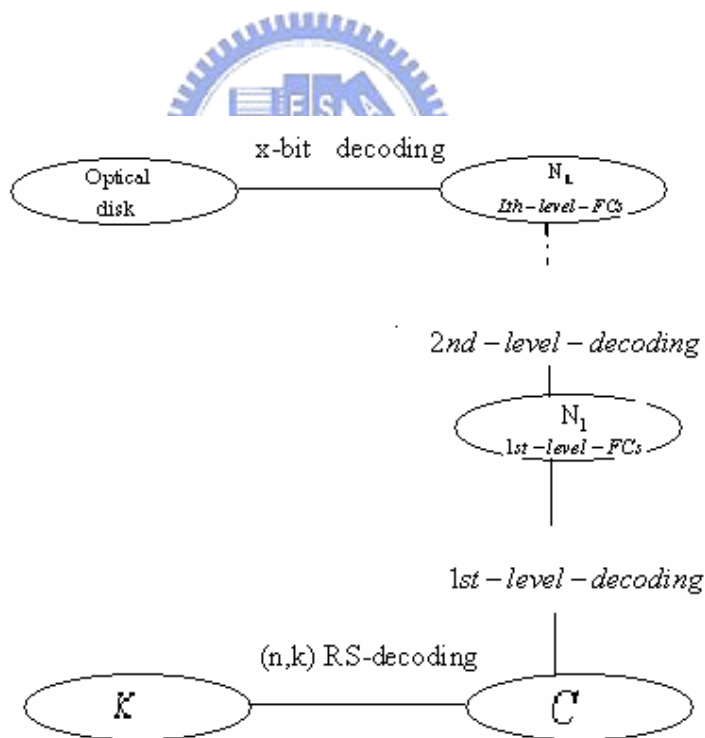 ESA
x-bit decoding
Optical
disk
N_L
Lth-level-FCs
2nd-level-decoding
N_1
1st-level-FCs
1st-level-decoding
(n,k) RS-decoding
K
C